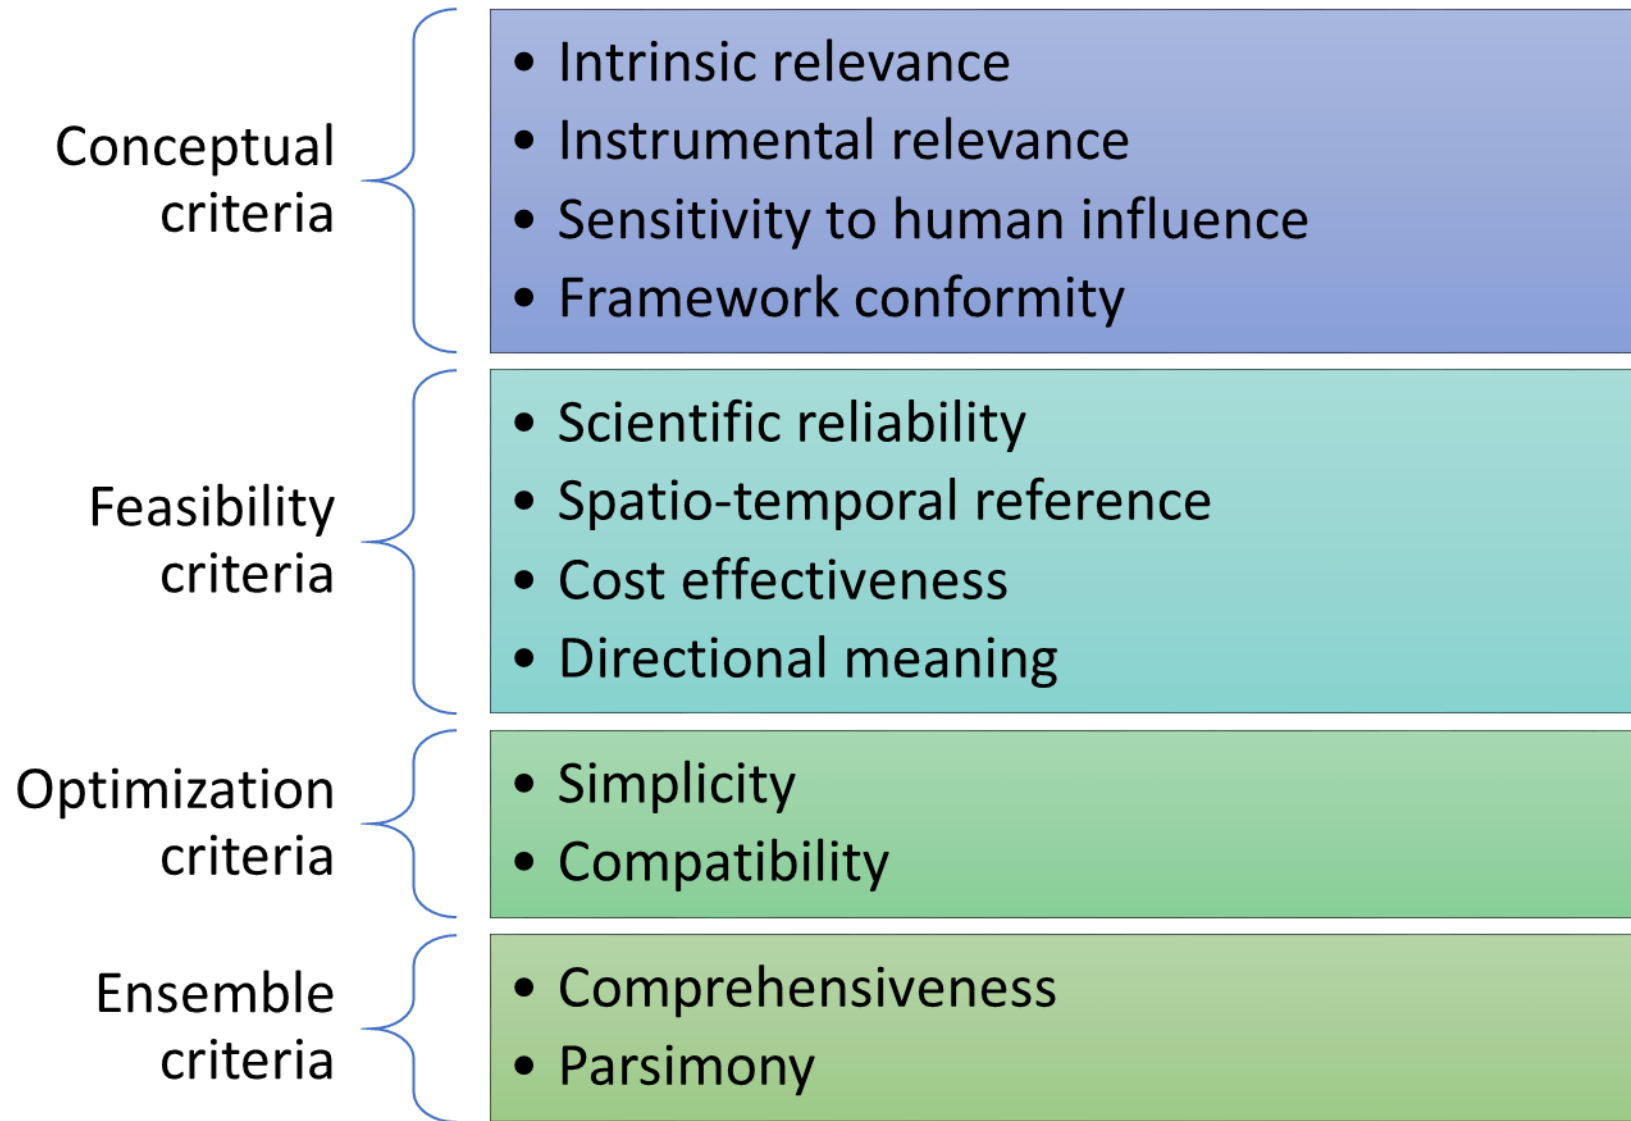 Conceptual
criteria
• Intrinsic relevance
• Instrumental relevance
• Sensitivity to human influence
• Framework conformity
Feasibility
criteria
• Scientific reliability
• Spatio-temporal reference
• Cost effectiveness
• Directional meaning
Optimization
criteria
• Simplicity
• Compatibility
Ensemble
criteria
• Comprehensiveness
• Parsimony